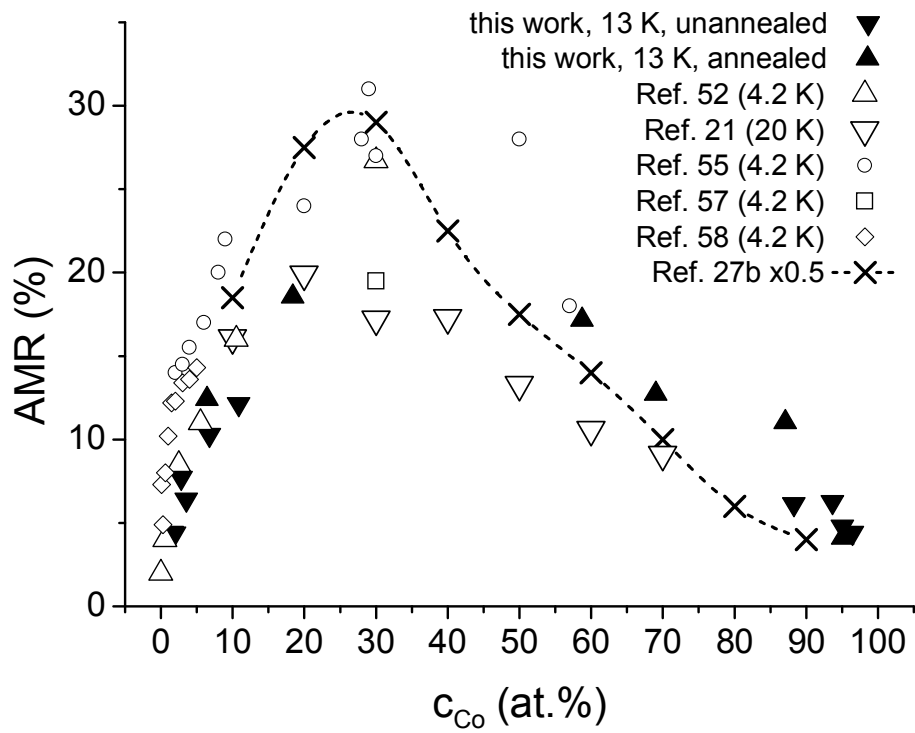 this work, 13 K, unannealed
this work, 13 K, annealed
Ref. 52 (4.2 K)
Ref. 21 (20 K)
Ref. 55 (4.2 K)
Ref. 57 (4.2 K)
Ref. 58 (4.2 K)
Ref. 27b x0.5
30
20
10
0
AMR (%)
0 10 20 30 40 50 60 70 80 90 100
c_Co (at.%)